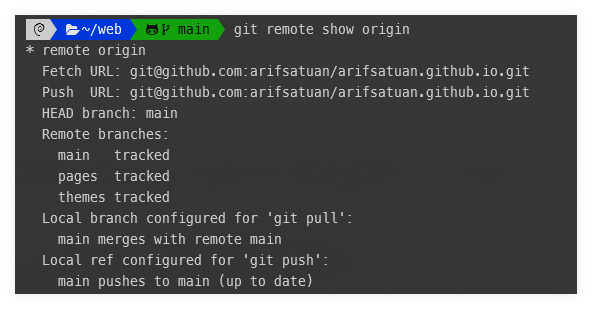 ~/web main git remote show origin
* remote origin
  Fetch URL: git@github.com:arifsatuan/arifsatuan.github.io.git
  Push  URL: git@github.com:arifsatuan/arifsatuan.github.io.git
  HEAD branch: main
  Remote branches:
    main   tracked
    pages  tracked
    themes tracked
  Local branch configured for 'git pull':
    main merges with remote main
  Local ref configured for 'git push':
    main pushes to main (up to date)